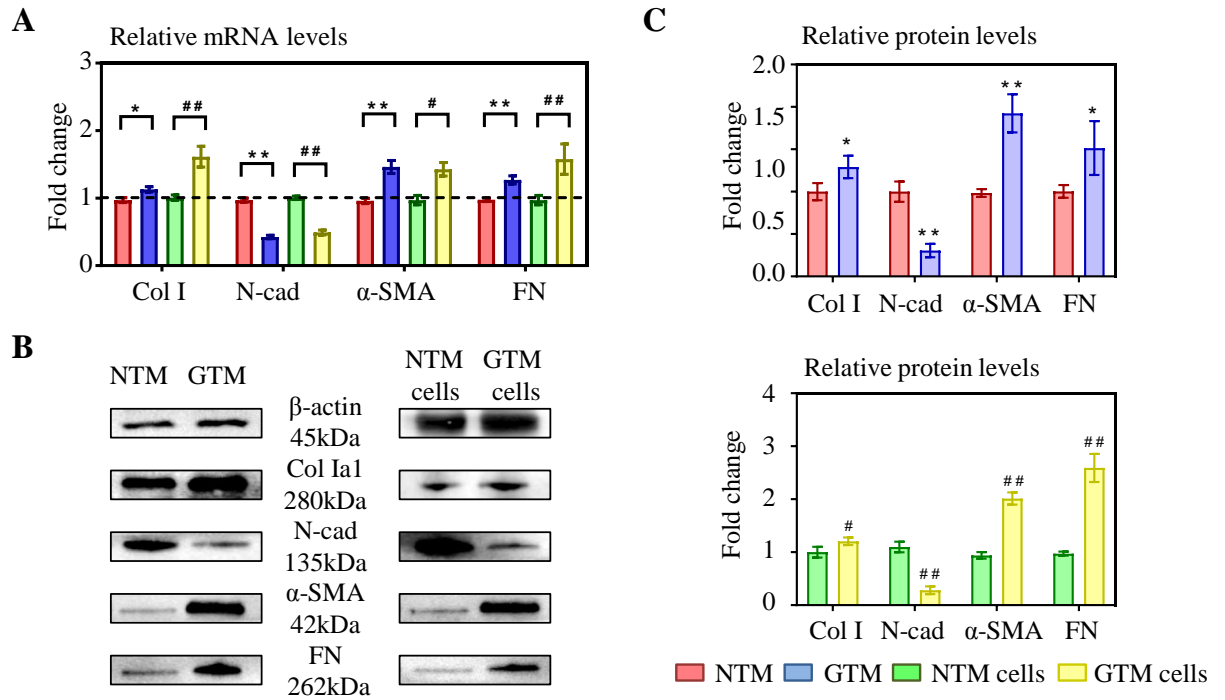 A
Relative mRNA levels
Fold change
3
2
1
0
* ## ** ## ** # ** ##
Col I N-cad α-SMA FN
B
NTM GTM
NTM cells GTM cells
β-actin
45kDa
Col Ia1
280kDa
N-cad
135kDa
α-SMA
42kDa
FN
262kDa
C
Relative protein levels
Fold change
2.0
1.5
1.0
0.5
0.0
* ** ** *
Col I N-cad α-SMA FN
Relative protein levels
Fold change
4
3
2
1
0
# ## ## ##
Col I N-cad α-SMA FN
NTM GTM NTM cells GTM cells